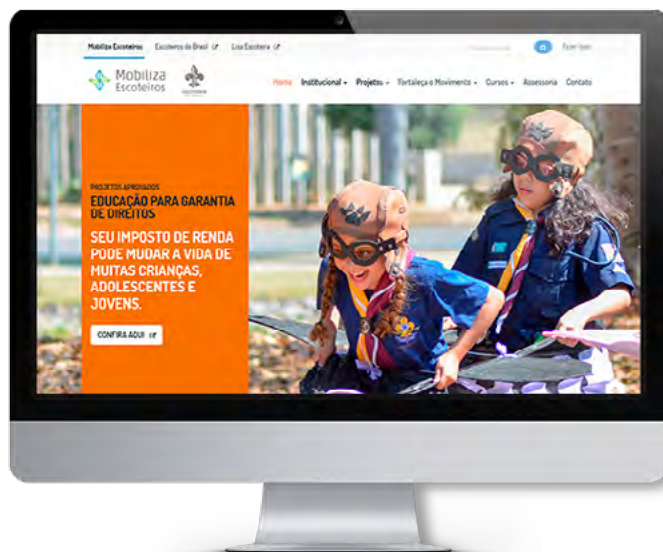 Mobiliza Escoteiros Escoteiros do Brasil Loja Escoteira Fazer login
Mobiliza
Escoteiros
Home Institucional Projetos Fortaleça o Movimento Cursos Assessoria Contato
PROJETOS APROVADOS
EDUCAÇÃO PARA GARANTIA
DE DIREITOS
SEU IMPOSTO DE RENDA
PODE MUDAR A VIDA DE
MUITAS CRIANÇAS,
ADOLESCENTES E
JOVENS.
CONFIRA AQUI